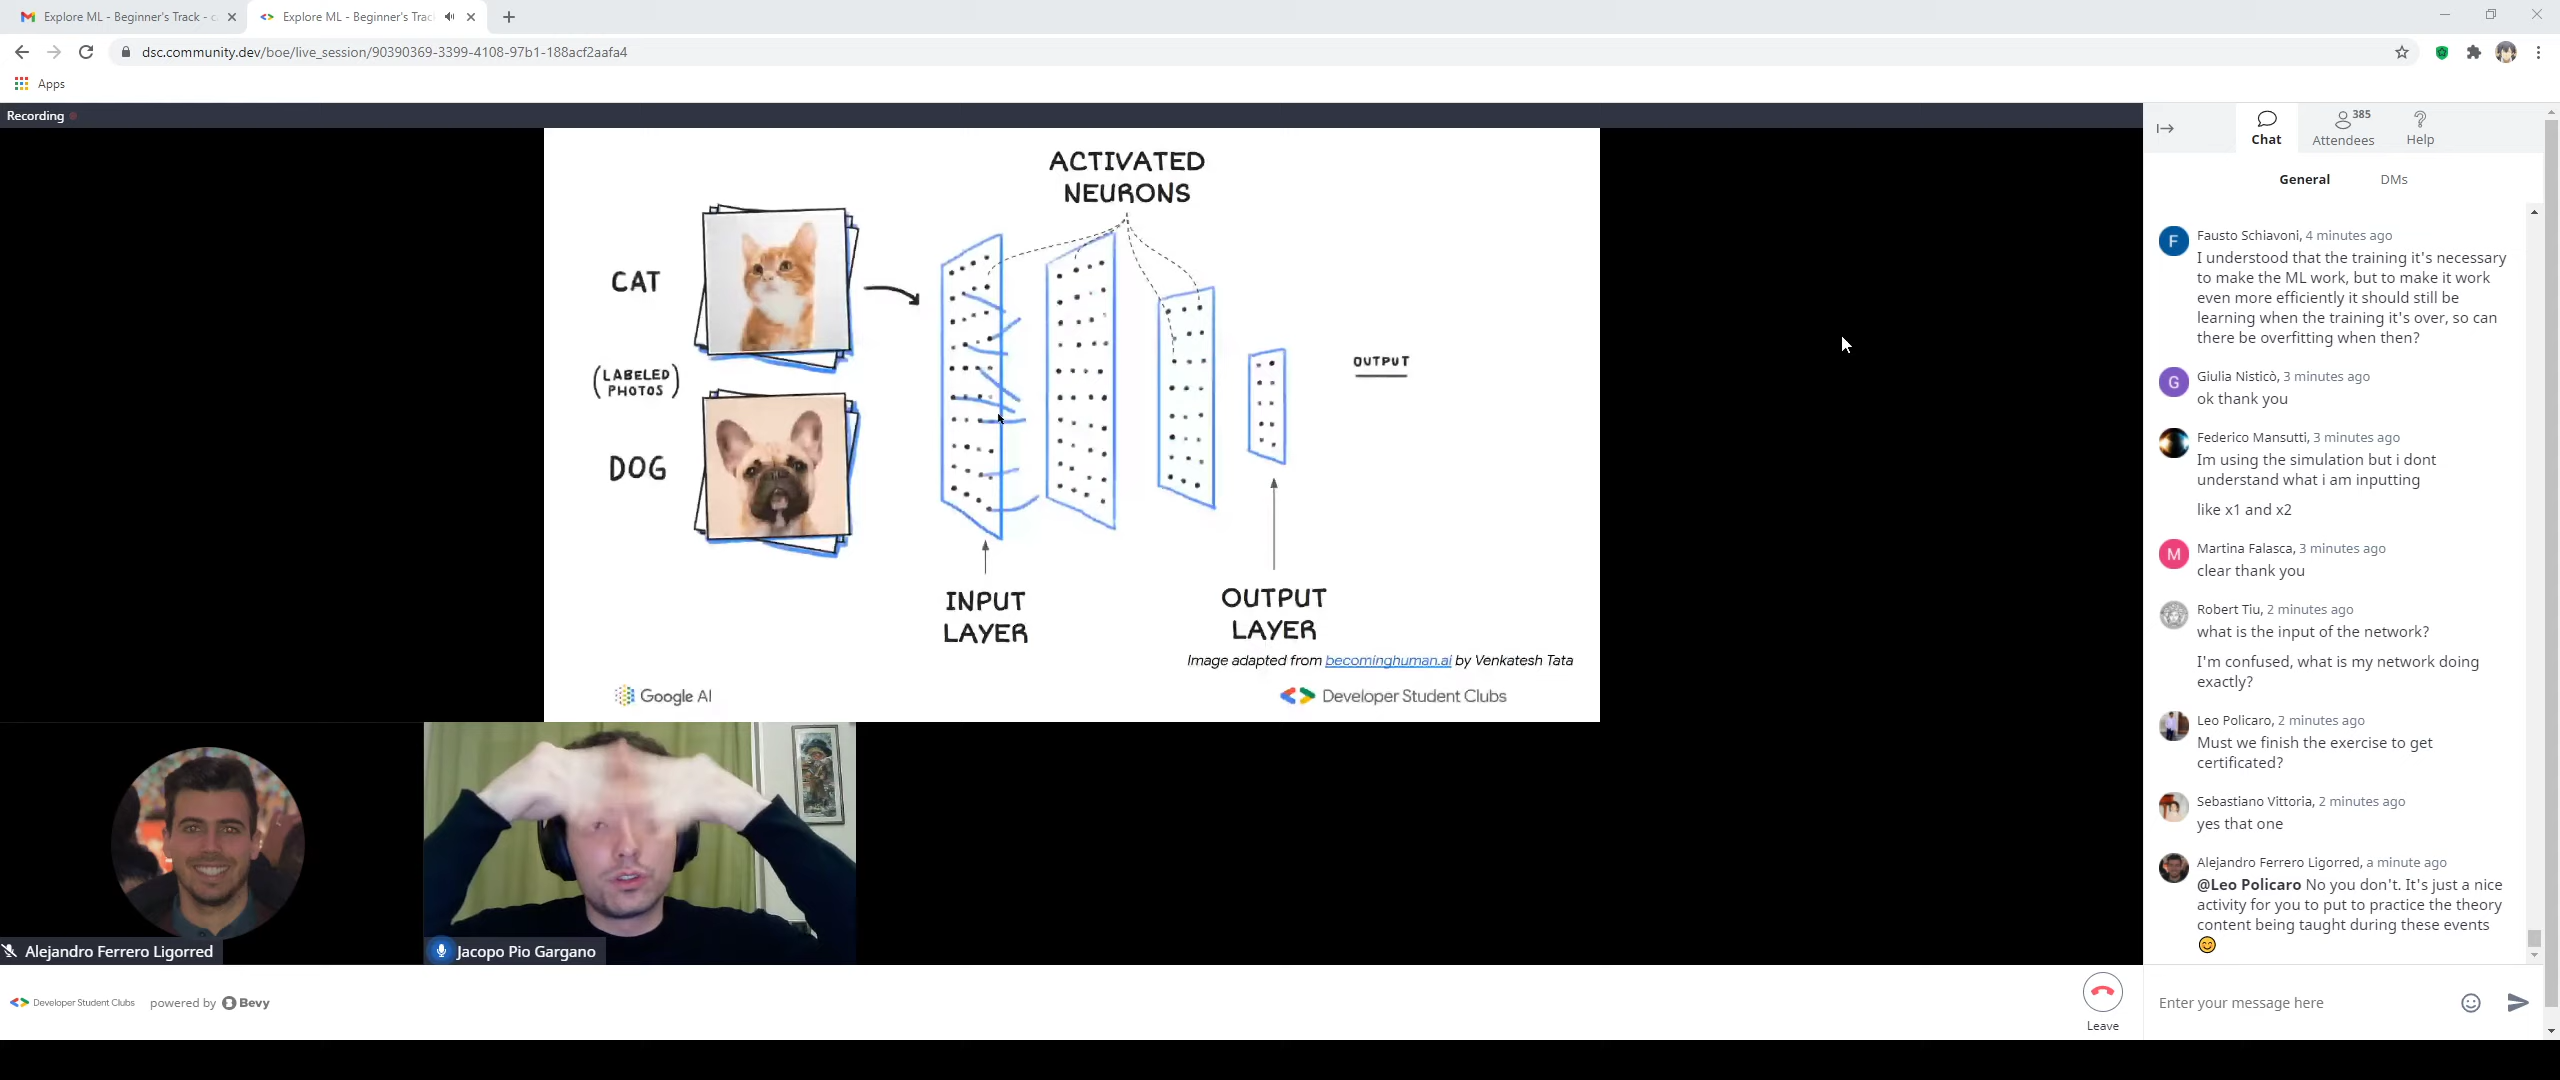 Explore ML - Beginner's Track - c
Explore ML - Beginner's Trac
dsc.community.dev/boe/live_session/90390369-3399-4108-97b1-188acf2aafa4
Apps
Recording
ACTIVATED
NEURONS
CAT
(LABELED
PHOTOS)
DOG
OUTPUT
INPUT
LAYER
OUTPUT
LAYER
Image adapted from becominghuman.ai by Venkatesh Tata
Google AI
Developer Student Clubs
Alejandro Ferrero Ligorred
Jacopo Pio Gargano
Developer Student Clubs powered by Bevy
Leave
Chat
385
Attendees
Help
General
DMs
F
Fausto Schiavoni, 4 minutes ago
I understood that the training it's necessary
to make the ML work, but to make it work
even more efficiently it should still be
learning when the training it's over, so can
there be overfitting when then?
G
Giulia Nisticò, 3 minutes ago
ok thank you
Federico Mansutti, 3 minutes ago
Im using the simulation but i dont
understand what i am inputting
like x1 and x2
M
Martina Falasca, 3 minutes ago
clear thank you
Robert Tiu, 2 minutes ago
what is the input of the network?
I'm confused, what is my network doing
exactly?
Leo Policaro, 2 minutes ago
Must we finish the exercise to get
certificated?
Sebastiano Vittoria, 2 minutes ago
yes that one
Alejandro Ferrero Ligorred, a minute ago
@Leo Policaro No you don't. It's just a nice
activity for you to put to practice the theory
content being taught during these events
😊
Enter your message here